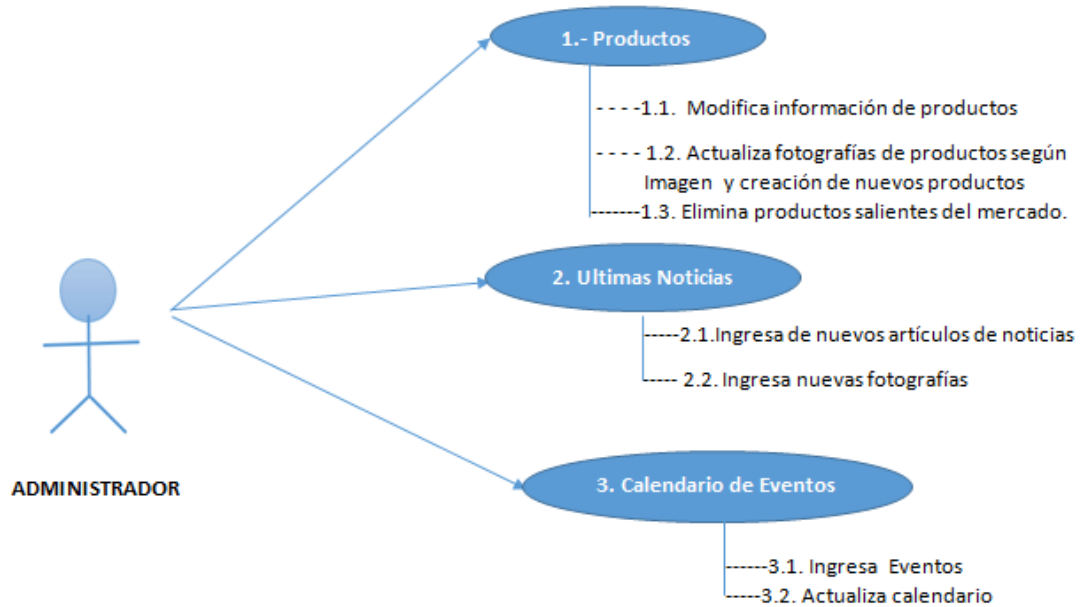 1.- Productos
- - - -1.1. Modifica información de productos
- - - - 1.2. Actualiza fotografías de productos según
Imagen y creación de nuevos productos
-------1.3. Elimina productos salientes del mercado.
2. Ultimas Noticias
-----2.1.Ingresa de nuevos artículos de noticias
----- 2.2. Ingresa nuevas fotografías
ADMINISTRADOR
3. Calendario de Eventos
------3.1. Ingresa Eventos
-----3.2. Actualiza calendario